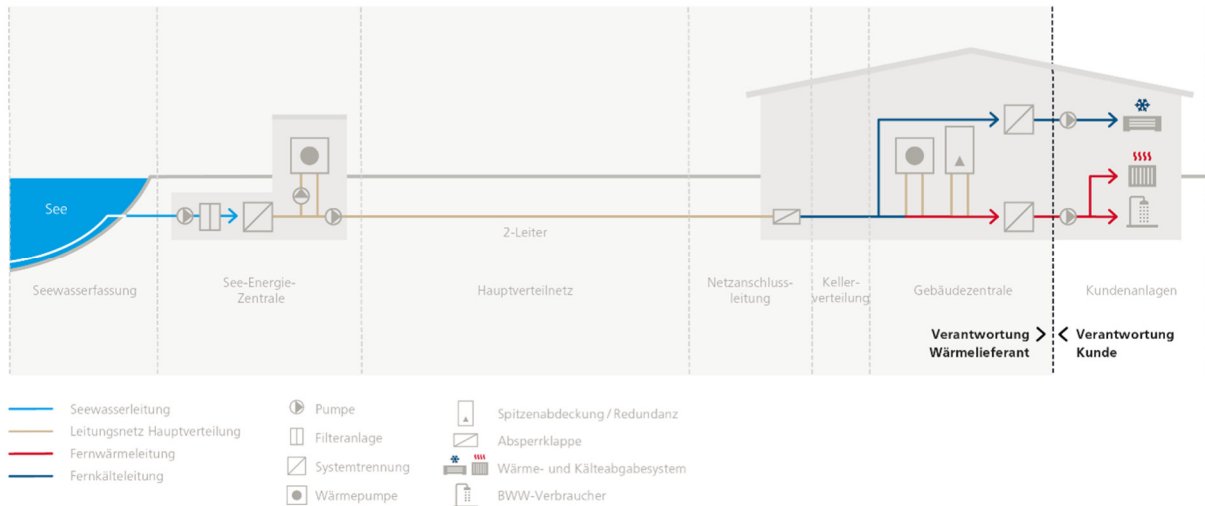 See
2-Leiter
Seewasserfassung
See-Energie-
Zentrale
Hauptverteilnetz
Netzanschluss-
leitung
Keller-
verteilung
Gebäudezentrale
Kundenanlagen
Verantwortung
Wärmelieferant
Verantwortung
Kunde
Seewasserleitung
Leitungsnetz Hauptverteilung
Fernwärmeleitung
Fernkälteleitung
Pumpe
Filteranlage
Systemtrennung
Wärmepumpe
Spitzenabdeckung / Redundanz
Absperrklappe
Wärme- und Kälteabgabesystem
BWW-Verbraucher